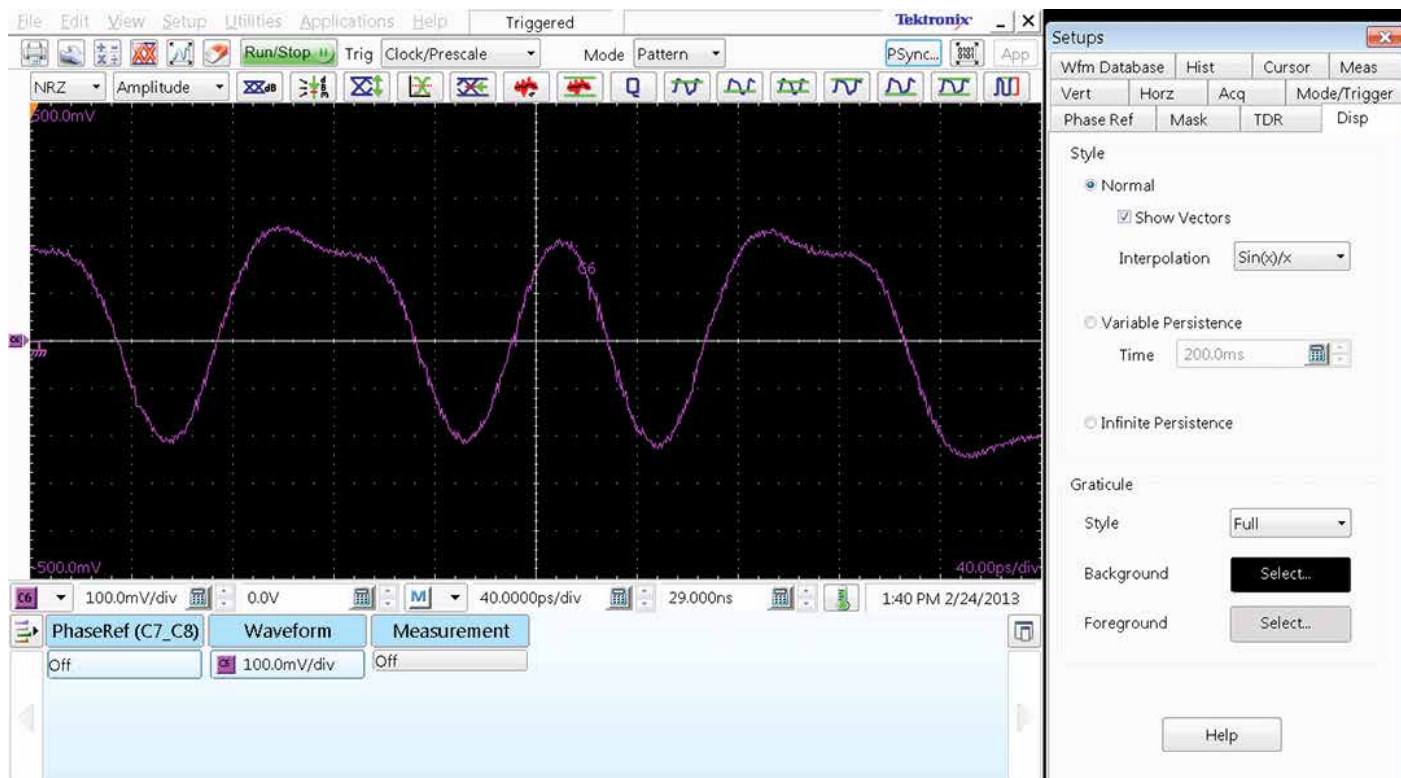 File Edit View Setup Utilities Applications Help Triggered Tektronix
Run/Stop Trig Clock/Prescale Mode Pattern PSync... App
NRZ Amplitude dB Q
500.0mV
C6
C6
-500.0mV 40.00ps/div
C6 100.0mV/div 0.0V M 40.0000ps/div 29.000ns 1:40 PM 2/24/2013
PhaseRef (C7_C8) Waveform Measurement
Off C6 100.0mV/div Off
Setups
Wfm Database Hist Cursor Meas
Vert Horz Acq Mode/Trigger
Phase Ref Mask TDR Disp
Style
Normal
Show Vectors
Interpolation Sin(x)/x
Variable Persistence
Time 200.0ms
Infinite Persistence
Graticule
Style Full
Background Select...
Foreground Select...
Help